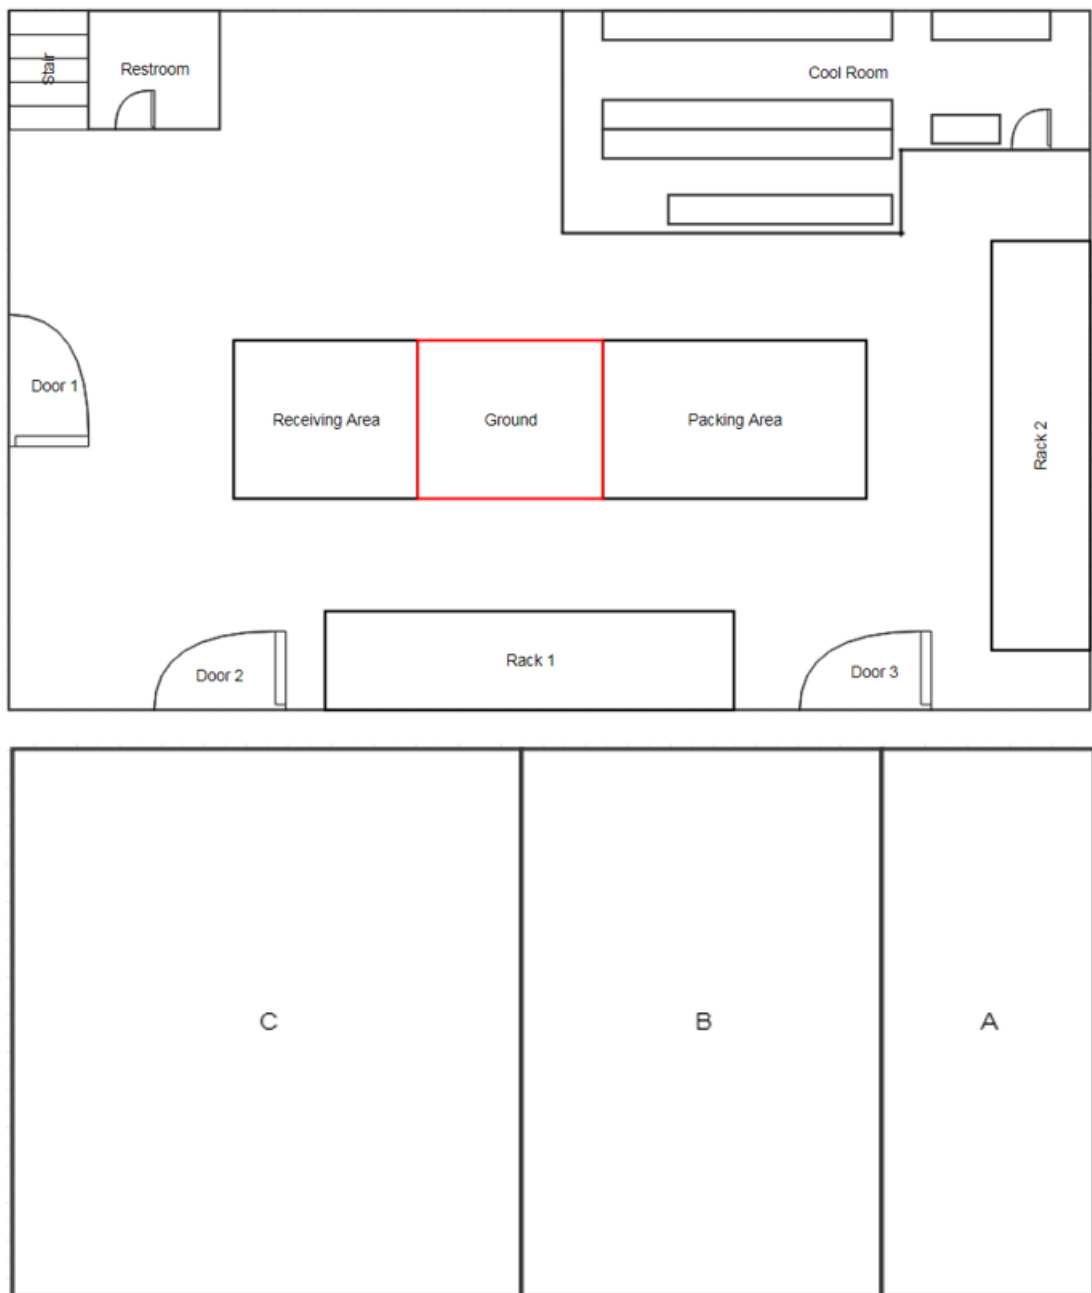 Stair
Restroom
Cool Room
Door 1
Receiving Area
Ground
Packing Area
Rack 2
Door 2
Rack 1
Door 3
C
B
A